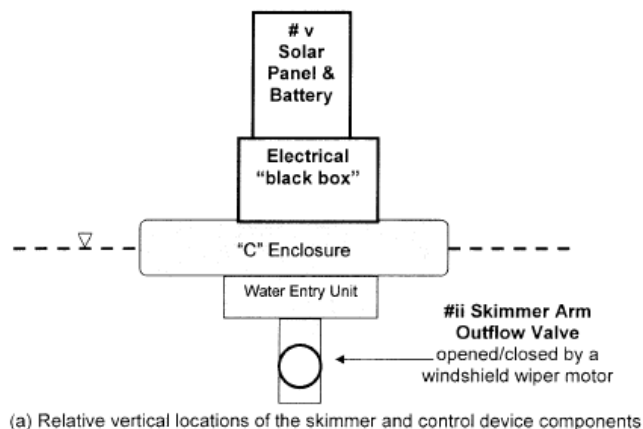 # v
Solar
Panel &
Battery
Electrical
“black box”
“C” Enclosure
Water Entry Unit
#ii Skimmer Arm
Outflow Valve
opened/closed by a
windshield wiper motor
(a) Relative vertical locations of the skimmer and control device components